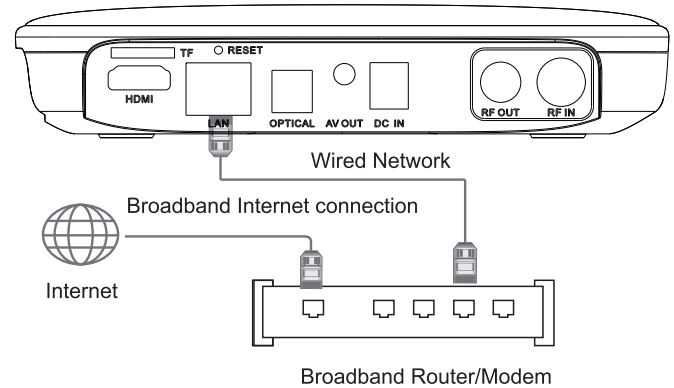 TF
RESET
HDMI
LAN
OPTICAL
AV OUT
DC IN
RF OUT
RF IN
Wired Network
Broadband Internet connection
Internet
Broadband Router/Modem